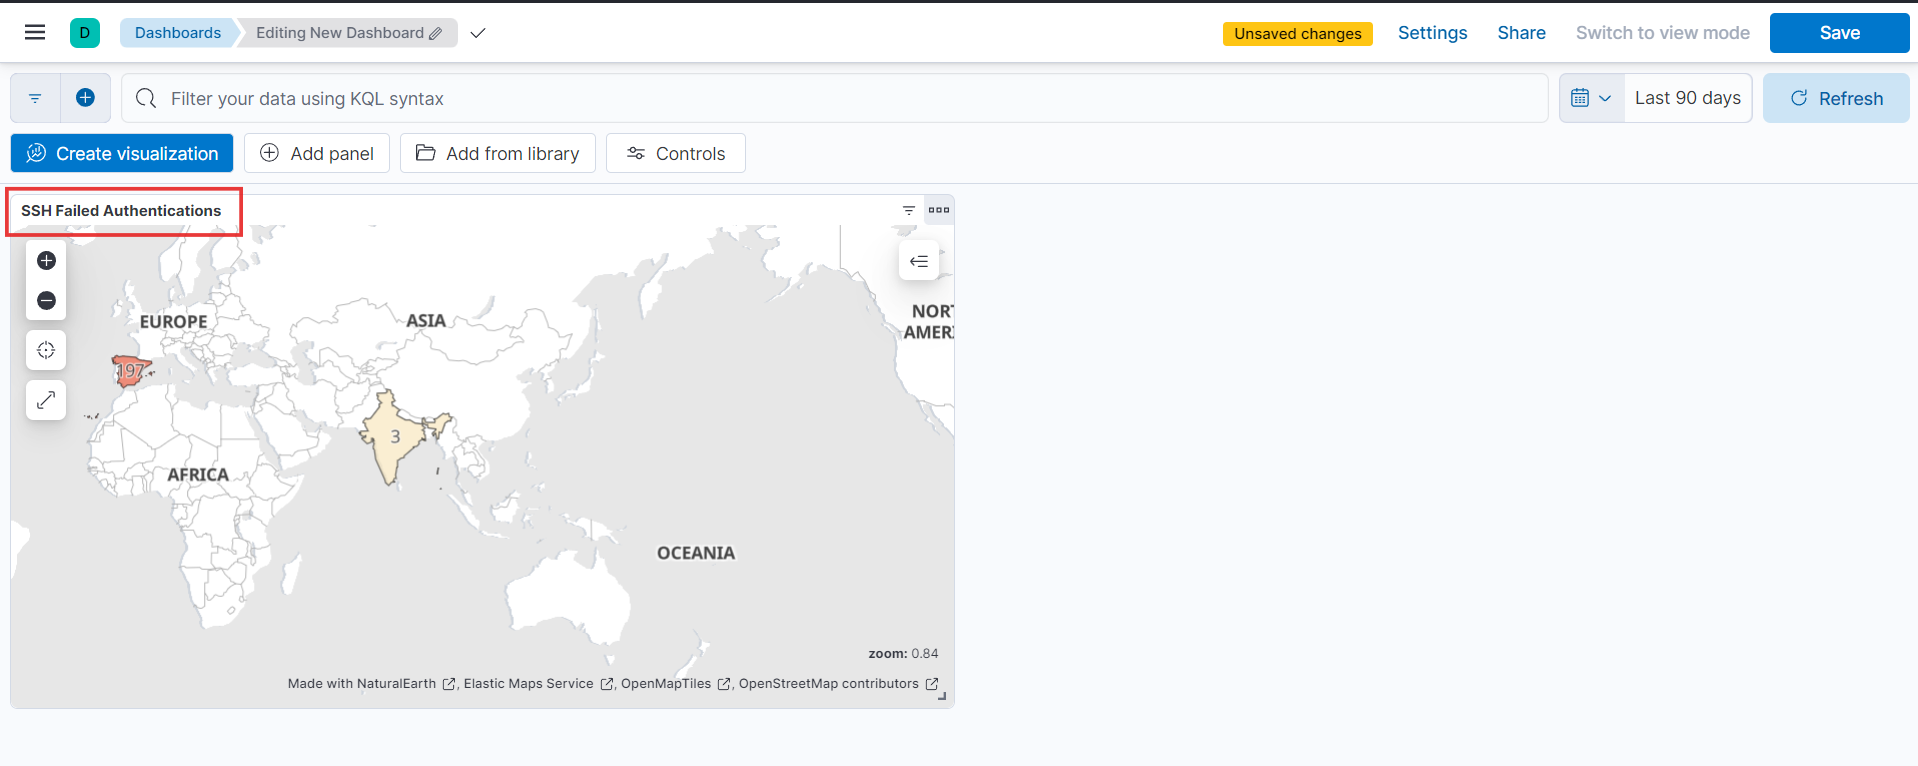 D
Dashboards
Editing New Dashboard
Unsaved changes
Settings
Share
Switch to view mode
Save
Filter your data using KQL syntax
Last 90 days
Refresh
Create visualization
Add panel
Add from library
Controls
SSH Failed Authentications
EUROPE
ASIA
NORT
AMERI
197
3
AFRICA
OCEANIA
zoom: 0.84
Made with NaturalEarth , Elastic Maps Service , OpenMapTiles , OpenStreetMap contributors